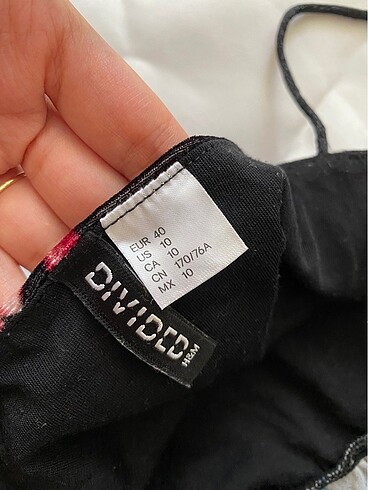 EUR 40
US 10
CA 10
CN 170/76A
MX 10
DIVIDED
H&M